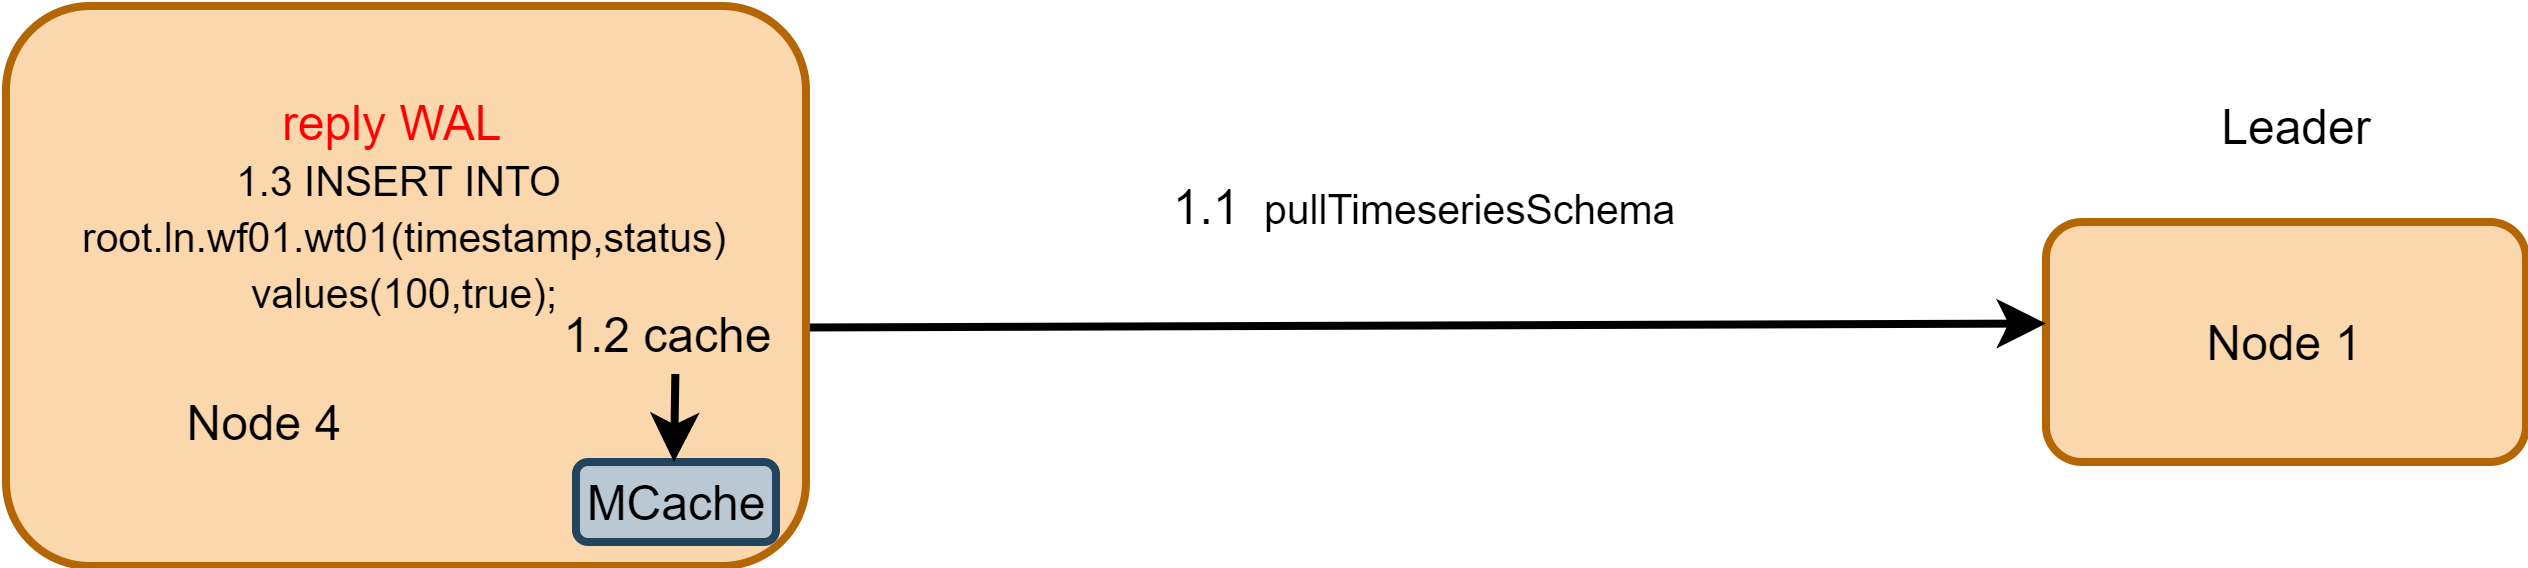 reply WAL
1.3 INSERT INTO
root.ln.wf01.wt01(timestamp,status)
values(100,true);
1.2 cache
Node 4
MCache
1.1 pullTimeseriesSchema
Leader
Node 1